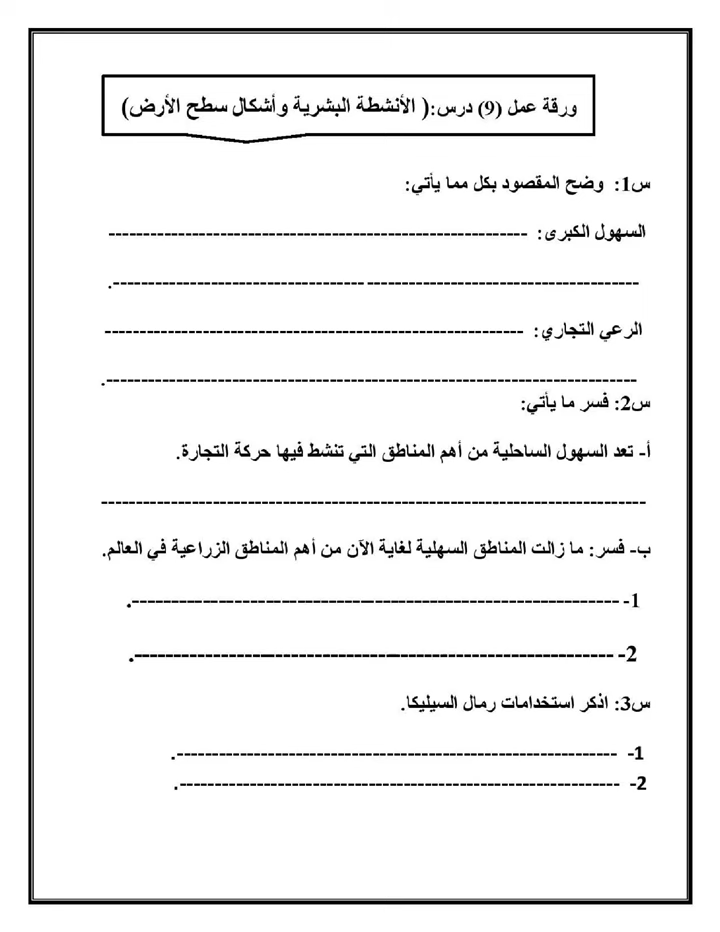 ورقة عمل (9) درس:( الأنشطة البشرية وأشكال سطح الأرض)
س1: وضح المقصود بكل مما يأتي:
السهول الكبرى: ------------------------------------------------------------
---------------------------------------------------------------------------.
الرعي التجاري: ------------------------------------------------------------
---------------------------------------------------------------------------.
س2: فسر ما يأتي:
أ- تعد السهول الساحلية من أهم المناطق التي تنشط فيها حركة التجارة.
------------------------------------------------------------------------------
ب- فسر: ما زالت المناطق السهلية لغاية الآن من أهم المناطق الزراعية في العالم.
1- ---------------------------------------------------------------.
2- ---------------------------------------------------------------.
س3: اذكر استخدامات رمال السيليكا.
1- ---------------------------------------------------------------.
2- ---------------------------------------------------------------.